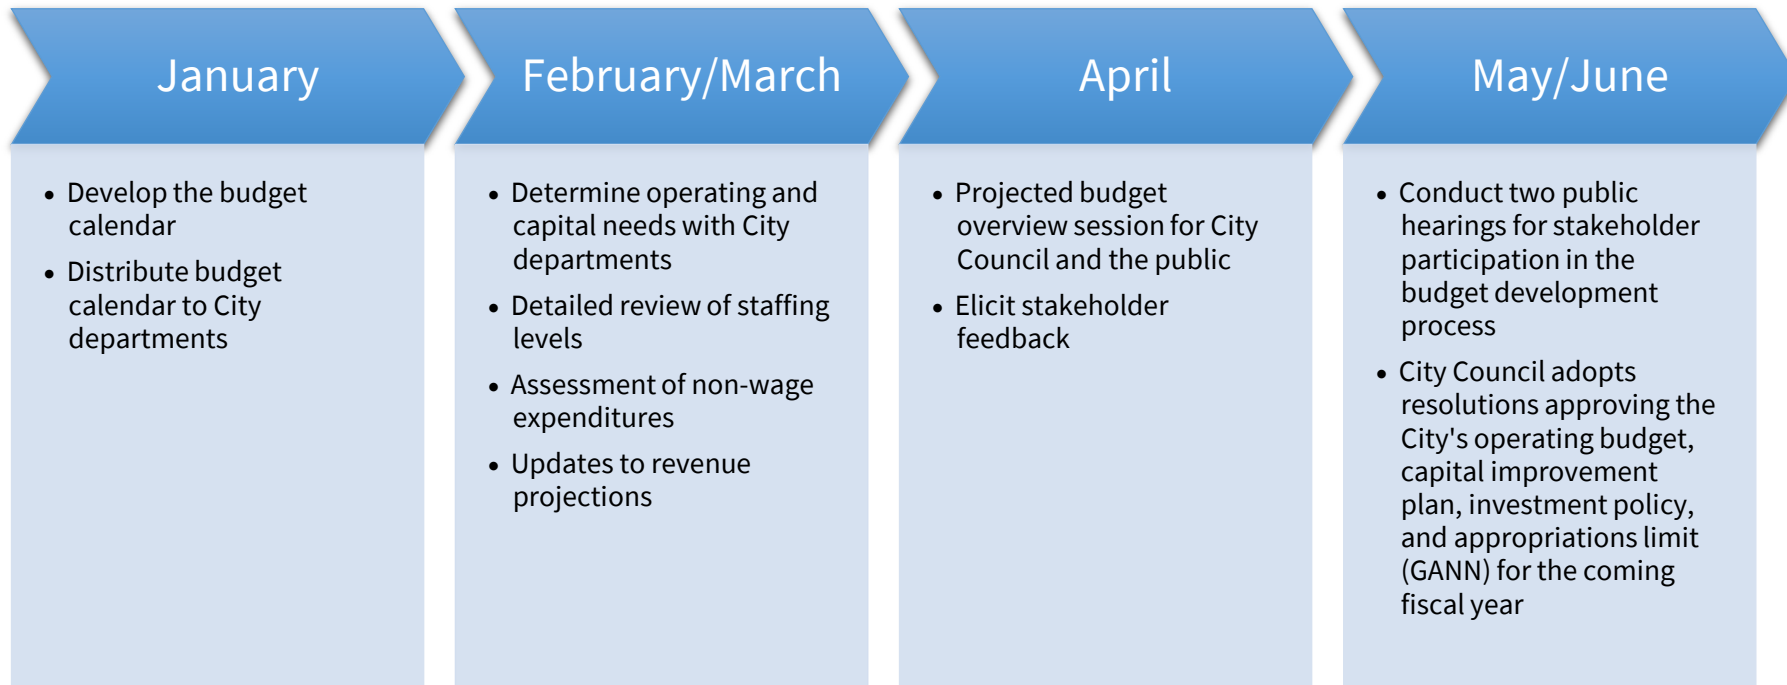 January
• Develop the budget
calendar
• Distribute budget
calendar to City
departments
February/March
• Determine operating and
capital needs with City
departments
• Detailed review of staffing
levels
• Assessment of non-wage
expenditures
• Updates to revenue
projections
April
• Projected budget
overview session for City
Council and the public
• Elicit stakeholder
feedback
May/June
• Conduct two public
hearings for stakeholder
participation in the
budget development
process
• City Council adopts
resolutions approving the
City's operating budget,
capital improvement
plan, investment policy,
and appropriations limit
(GANN) for the coming
fiscal year